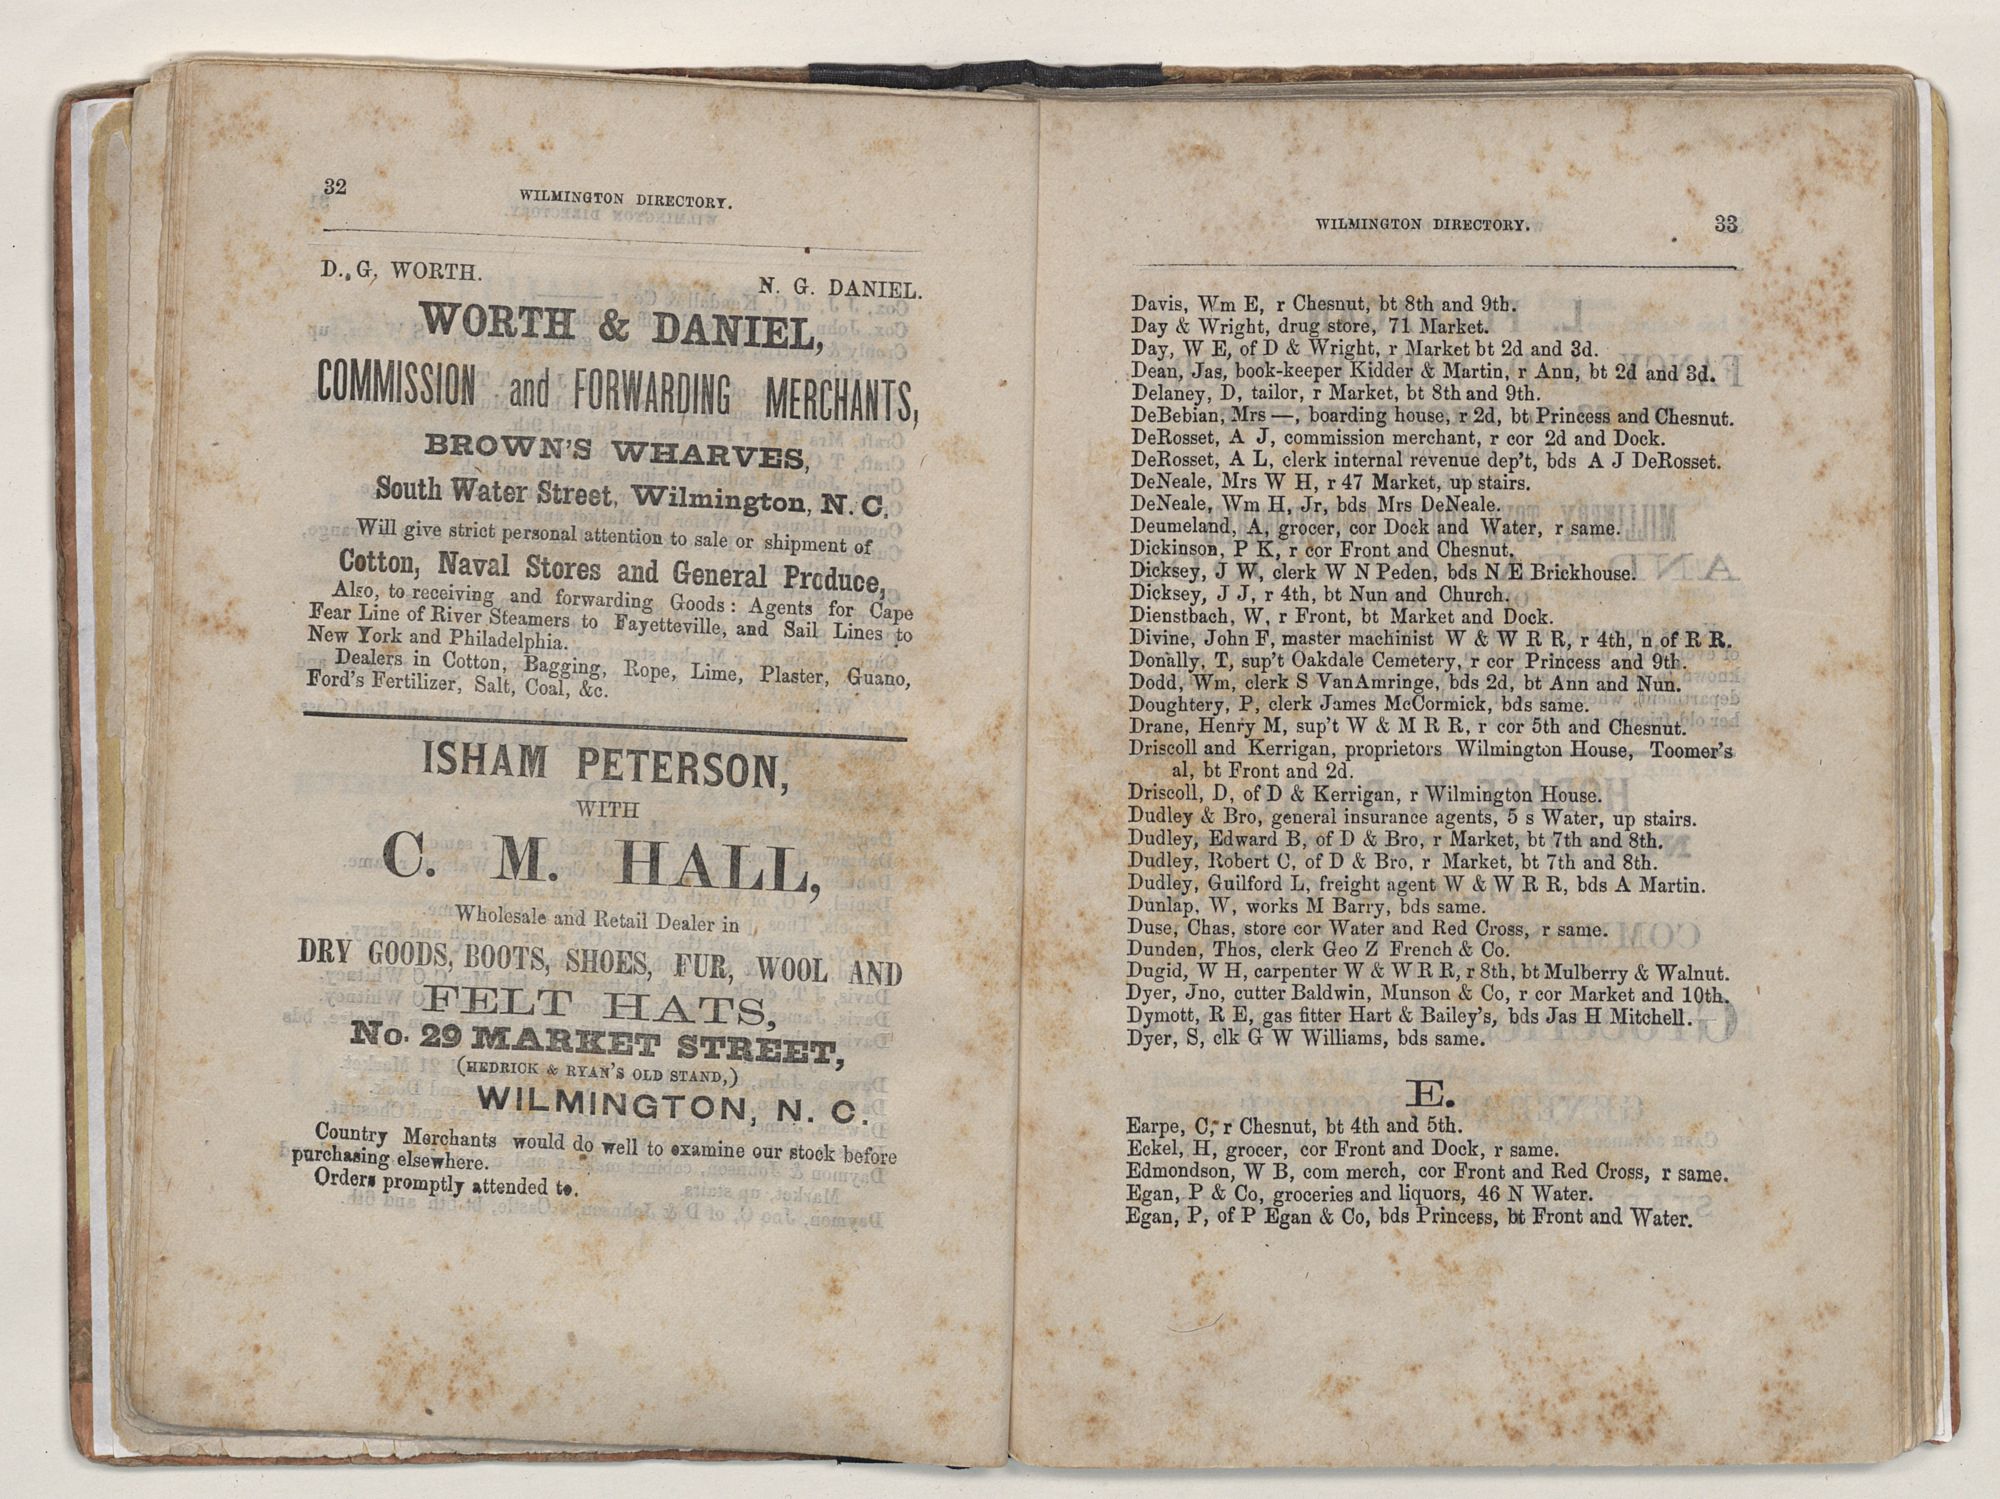 32
WILMINGTON DIRECTORY.
D. G. WORTH.
N. G. DANIEL.
WORTH & DANIEL,
COMMISSION and FORWARDING MERCHANTS,
BROWN'S WHARVES,
South Water Street, Wilmington, N. C.
Will give strict personal attention to sale or shipment of
Cotton, Naval Stores and General Produce,
Also, to receiving and forwarding Goods: Agents for Cape
Fear Line of River Steamers to Fayetteville, and Sail Lines to
New York and Philadelphia.
Dealers in Cotton, Bagging, Rope, Lime, Plaster, Guano,
Ford's Fertilizer, Salt, Coal, &c.
ISHAM PETERSON,
WITH
C. M. HALL,
Wholesale and Retail Dealer in
DRY GOODS, BOOTS, SHOES, FUR, WOOL AND
FELT HATS,
No. 29 MARKET STREET,
(HEDRICK & RYAN'S OLD STAND,)
WILMINGTON, N. C.
Country Merchants would do well to examine our stock before
purchasing elsewhere.
Orders promptly attended to.
WILMINGTON DIRECTORY.
33
Davis, Wm E, r Chesnut, bt 8th and 9th.
Day & Wright, drug store, 71 Market.
Day, W E, of D & Wright, r Market bt 2d and 3d.
Dean, Jas, book-keeper Kidder & Martin, r Ann, bt 2d and 3d.
Delaney, D, tailor, r Market, bt 8th and 9th.
DeBebian, Mrs —, boarding house, r 2d, bt Princess and Chesnut.
DeRosset, A J, commission merchant, r cor 2d and Dock.
DeRosset, A L, clerk internal revenue dep't, bds A J DeRosset.
DeNeale, Mrs W H, r 47 Market, up stairs.
DeNeale, Wm H, Jr, bds Mrs DeNeale.
Deumeland, A, grocer, cor Dock and Water, r same.
Dickinson, P K, r cor Front and Chesnut.
Dicksey, J W, clerk W N Peden, bds N E Brickhouse.
Dicksey, J J, r 4th, bt Nun and Church.
Dienstbach, W, r Front, bt Market and Dock.
Divine, John F, master machinist W & W R R, r 4th, n of R R.
Donally, T, sup't Oakdale Cemetery, r cor Princess and 9th.
Dodd, Wm, clerk S VanAmringe, bds 2d, bt Ann and Nun.
Doughtery, P, clerk James McCormick, bds same.
Drane, Henry M, sup't W & M R R, r cor 5th and Chesnut.
Driscoll and Kerrigan, proprietors Wilmington House, Toomer's
al, bt Front and 2d.
Driscoll, D, of D & Kerrigan, r Wilmington House.
Dudley & Bro, general insurance agents, 5 s Water, up stairs.
Dudley, Edward B, of D & Bro, r Market, bt 7th and 8th.
Dudley, Robert C, of D & Bro, r Market, bt 7th and 8th.
Dudley, Guilford L, freight agent W & W R R, bds A Martin.
Dunlap, W, works M Barry, bds same.
Duse, Chas, store cor Water and Red Cross, r same.
Dunden, Thos, clerk Geo Z French & Co.
Dugid, W H, carpenter W & W R R, r 8th, bt Mulberry & Walnut.
Dyer, Jno, cutter Baldwin, Munson & Co, r cor Market and 10th.
Dymott, R E, gas fitter Hart & Bailey's, bds Jas H Mitchell.
Dyer, S, clk G W Williams, bds same.
E.
Earpe, C, r Chesnut, bt 4th and 5th.
Eckel, H, grocer, cor Front and Dock, r same.
Edmondson, W B, com merch, cor Front and Red Cross, r same.
Egan, P & Co, groceries and liquors, 46 N Water.
Egan, P, of P Egan & Co, bds Princess, bt Front and Water.